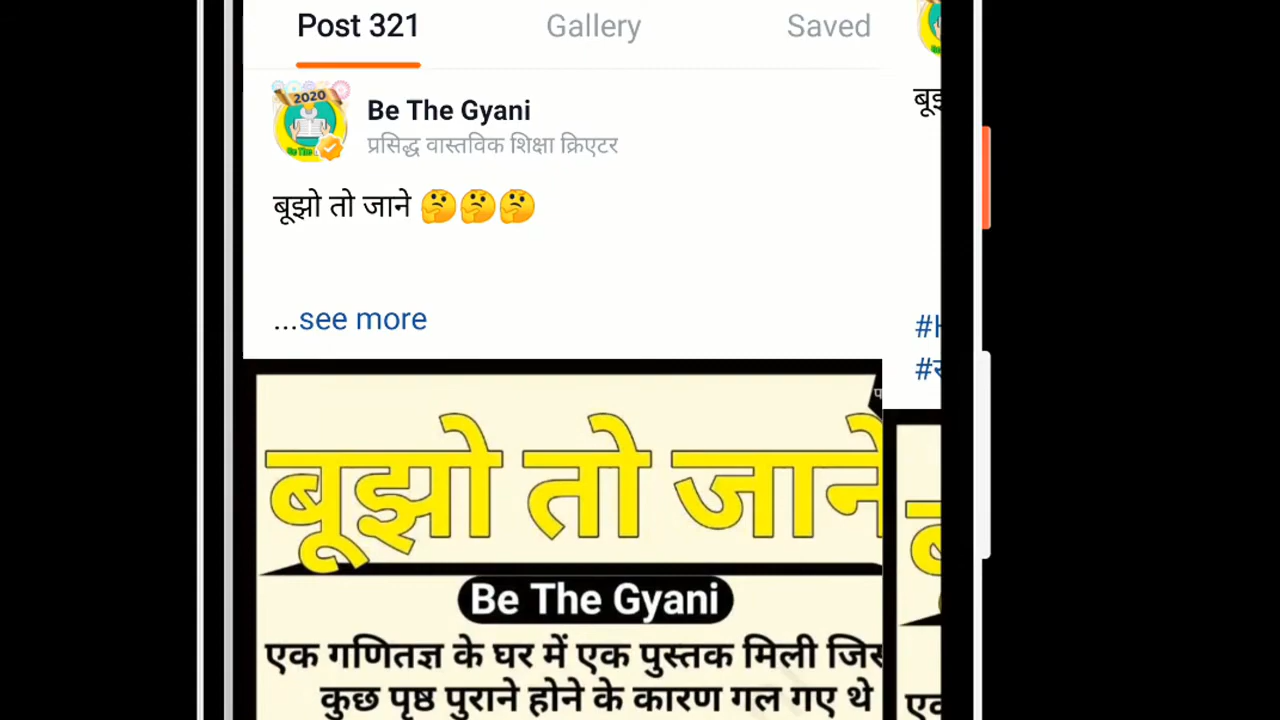 Post 321 Gallery Saved
Be The Gyani
प्रसिद्ध वास्तविक शिक्षा क्रिएटर
बूझो तो जाने 🤔🤔🤔
...see more
बूझो तो जाने
Be The Gyani
एक गणितज्ञ के घर में एक पुस्तक मिली
कुछ पृष्ठ पुराने होने के कारण गल गए थे
2020